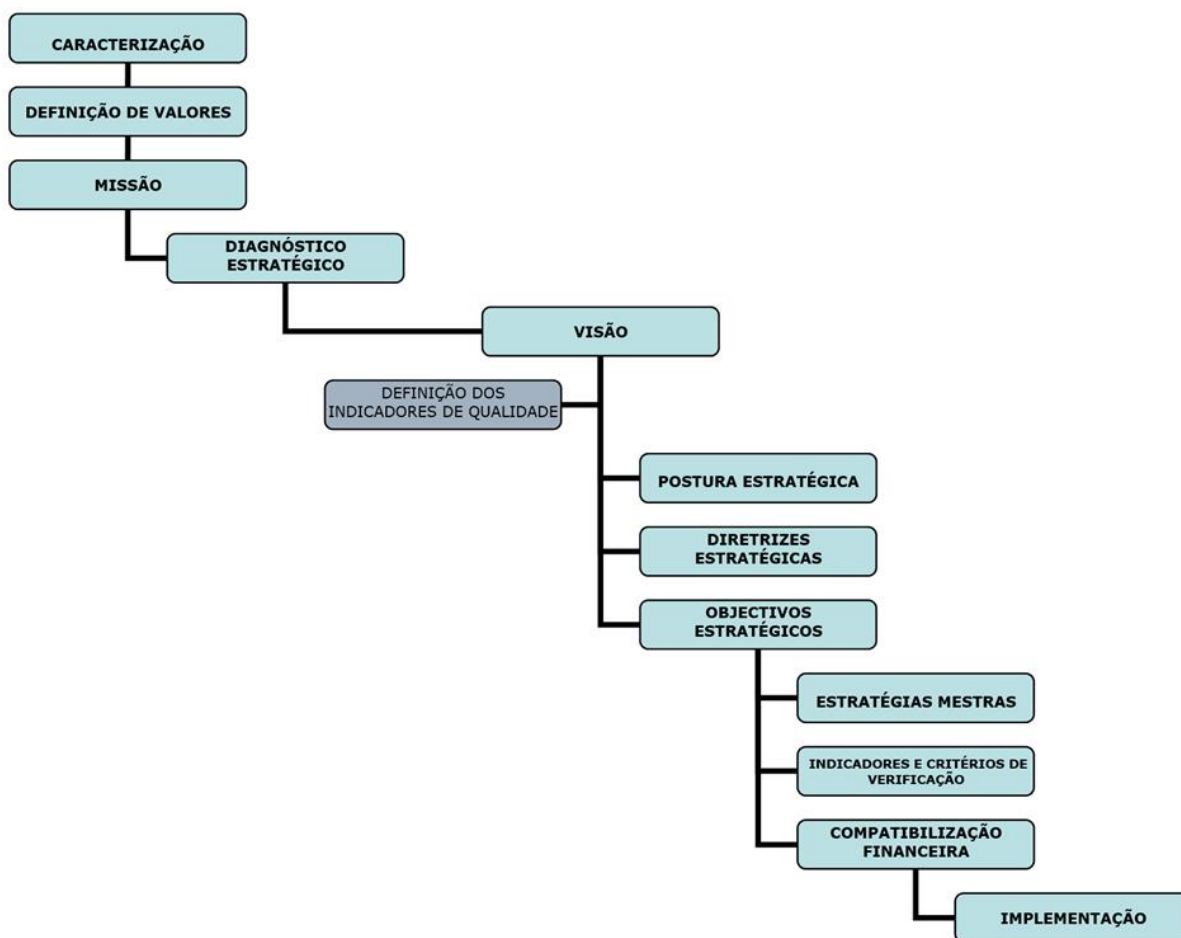 CARACTERIZAÇÃO
DEFINIÇÃO DE VALORES
MISSÃO
DIAGNÓSTICO
ESTRATÉGICO
VISÃO
DEFINIÇÃO DOS
INDICADORES DE QUALIDADE
POSTURA ESTRATÉGICA
DIRETRIZES
ESTRATÉGICAS
OBJECTIVOS
ESTRATÉGICOS
ESTRATÉGIAS MESTRAS
INDICADORES E CRITÉRIOS DE
VERIFICAÇÃO
COMPATIBILIZAÇÃO
FINANCEIRA
IMPLEMENTAÇÃO